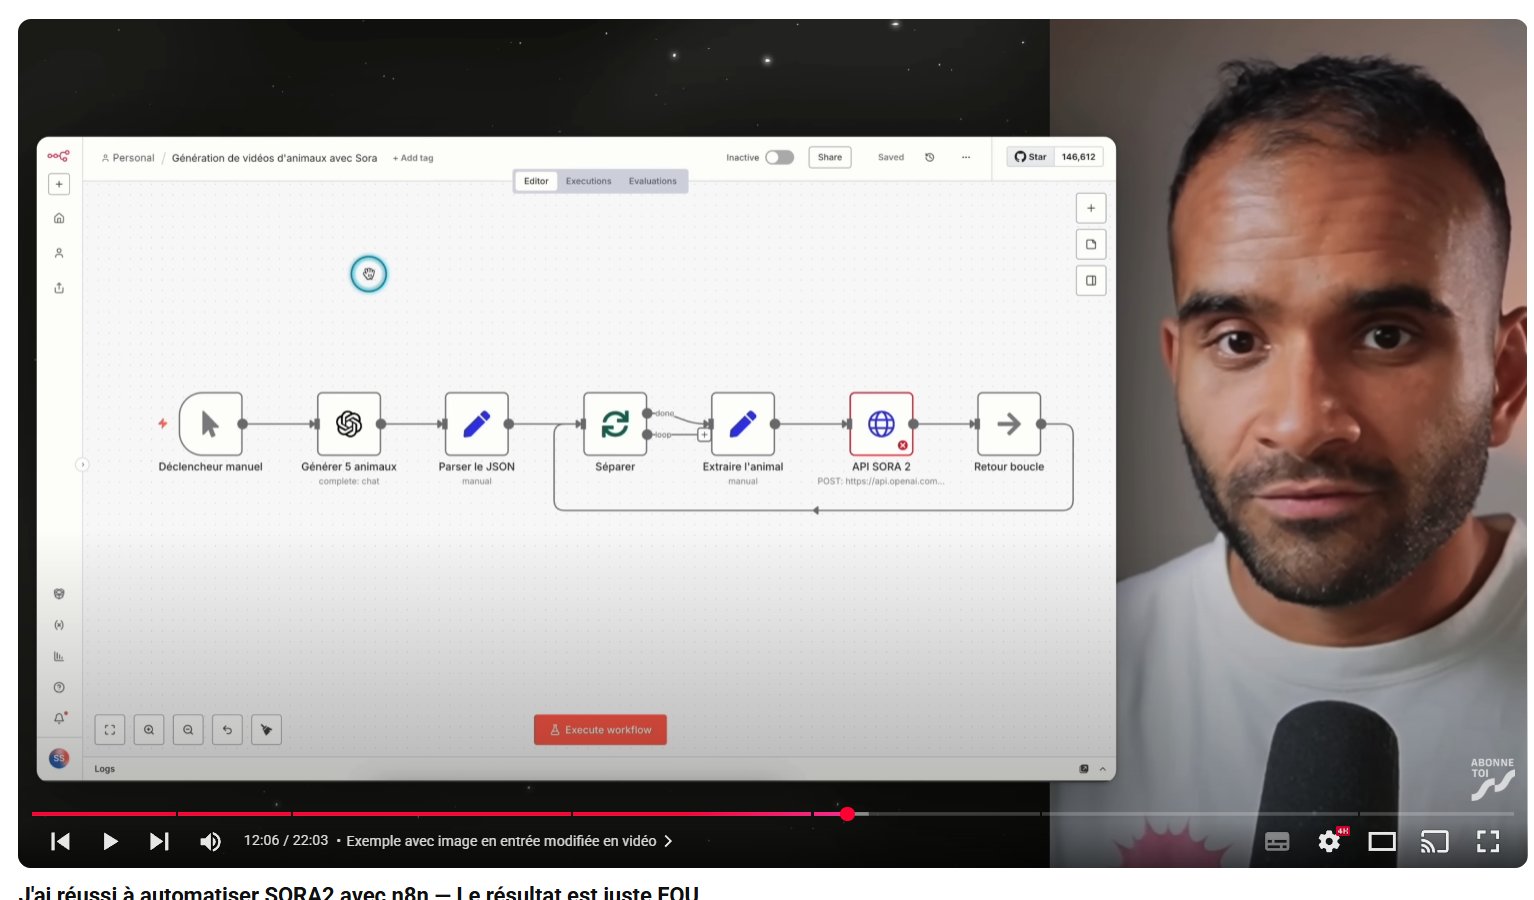 Personal / Génération de vidéos d'animaux avec Sora + Add tag
Inactive Share Saved ... Star 146,612
Editor Executions Evaluations
done
loop
Déclencheur manuel
Générer 5 animaux
complete: chat
Parser le JSON
manual
Séparer
Extraire l'animal
manual
API SORA 2
POST: https://api.openai.com...
Retour boucle
Execute workflow
SS
Logs
ABONNE
TOI
12:06 / 22:03 • Exemple avec image en entrée modifiée en vidéo
4K
J'ai réussi à automatiser SORA2 avec n8n — Le résultat est juste FOU